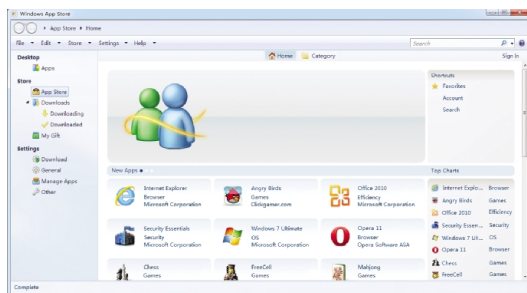 Windows App Store
App Store Home
File Edit Store Settings Help
Search
Home Category Sign In
Desktop
Apps
Store
App Store
Downloads
Downloading
Downloaded
My Gift
Settings
Download
General
Manage Apps
Other
Shortcuts
Favorites
Account
Search
New Apps
Internet Explorer
Browser
Microsoft Corporation
Angry Birds
Games
Clickgamer.com
Office 2010
Efficiency
Microsoft Corporation
Security Essentials
Security
Microsoft Corporation
Windows 7 Ultimate
OS
Microsoft Corporation
Opera 11
Browser
Opera Software ASA
Chess
Games
FreeCell
Games
Mahjong
Games
Top Charts
Internet Explo... Browser
Angry Birds Games
Office 2010 Efficiency
Security Essen... Security
Windows 7 Ult... OS
Opera 11 Browser
Chess Games
FreeCell Games
Complete